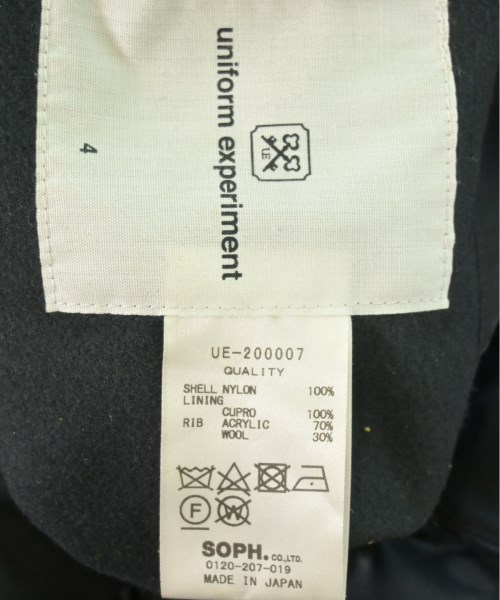 uniform experiment
UE
4
UE-200007
QUALITY
SHELL NYLON 100%
LINING
CUPRO 100%
RIB ACRYLIC 70%
WOOL 30%
F W
SOPH. CO.,LTD.
0120-207-019
MADE IN JAPAN